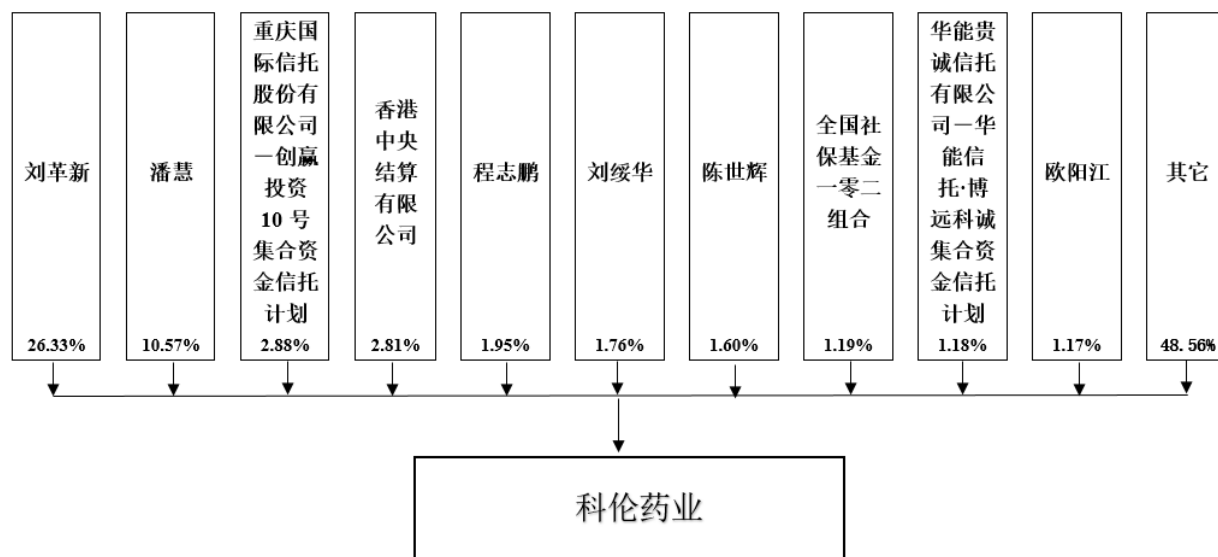 刘革新
26.33%
潘慧
10.57%
重庆国
际信托
股份有
限公司
－创赢
投资
10 号
集合资
金信托
计划
2.88%
香港
中央
结算
有限
公司
2.81%
程志鹏
1.95%
刘绥华
1.76%
陈世辉
1.60%
全国社
保基金
一零二
组合
1.19%
华能贵
诚信托
有限公
司－华
能信
托·博
远科诚
集合资
金信托
计划
1.18%
欧阳江
1.17%
其它
48.56%
科伦药业